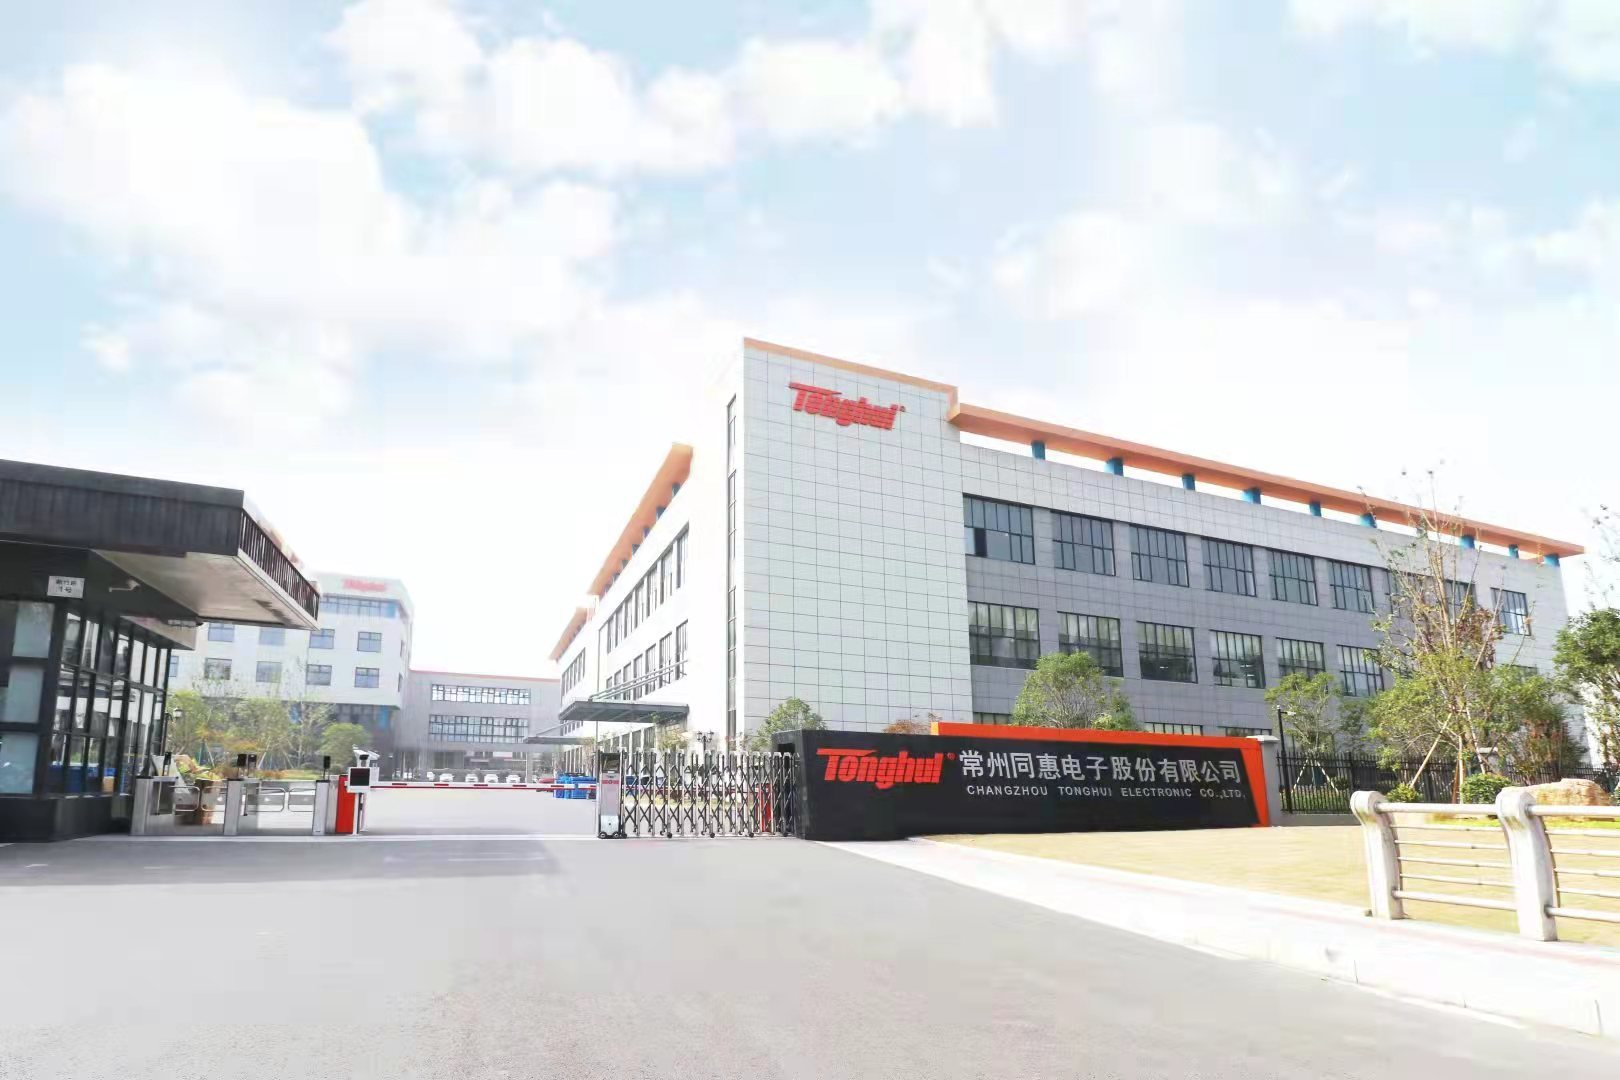 Tonghui
Tonghui
Tonghui® 常州同惠电子股份有限公司
CHANGZHOU TONGHUI ELECTRONIC CO.,LTD.